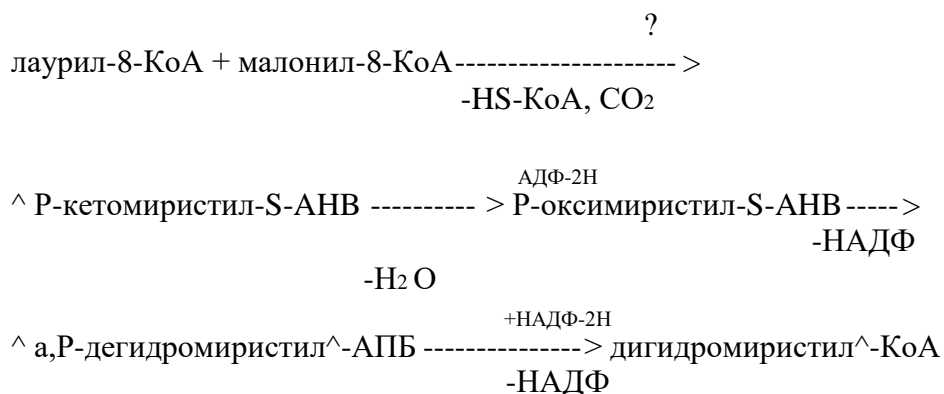 ?
лаурил-8-КоА + малонил-8-КоА--------------------- >
-HS-КоА, CO2
АДФ-2Н
^ Р-кетомиристил-S-АНВ ---------- > Р-оксимиристил-S-АНВ ----->
-НАДФ
-H2 O
+НАДФ-2Н
^ а,Р-дегидромиристил^-АПБ ---------------> дигидромиристил^-КоА
-НАДФ